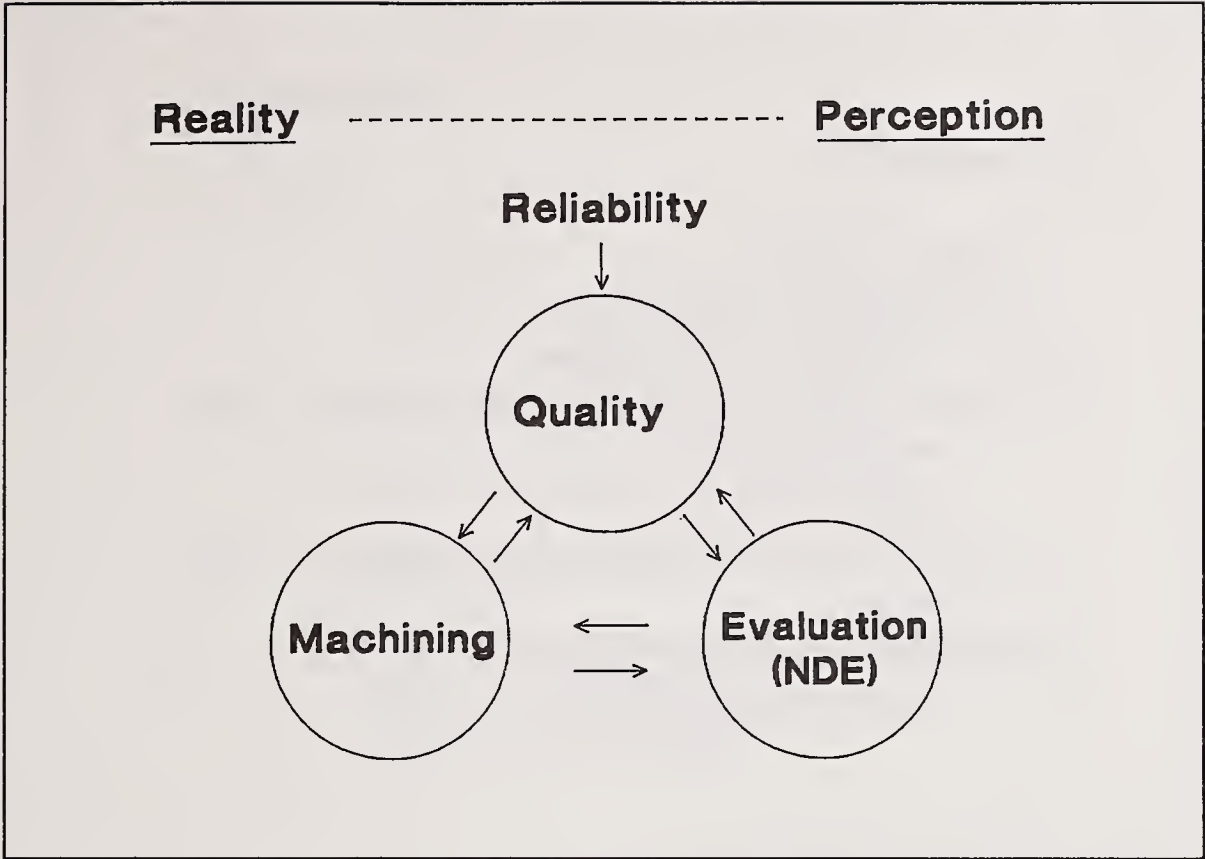 Reality ------------------------------ Perception
Reliability
Quality
Machining
Evaluation
(NDE)